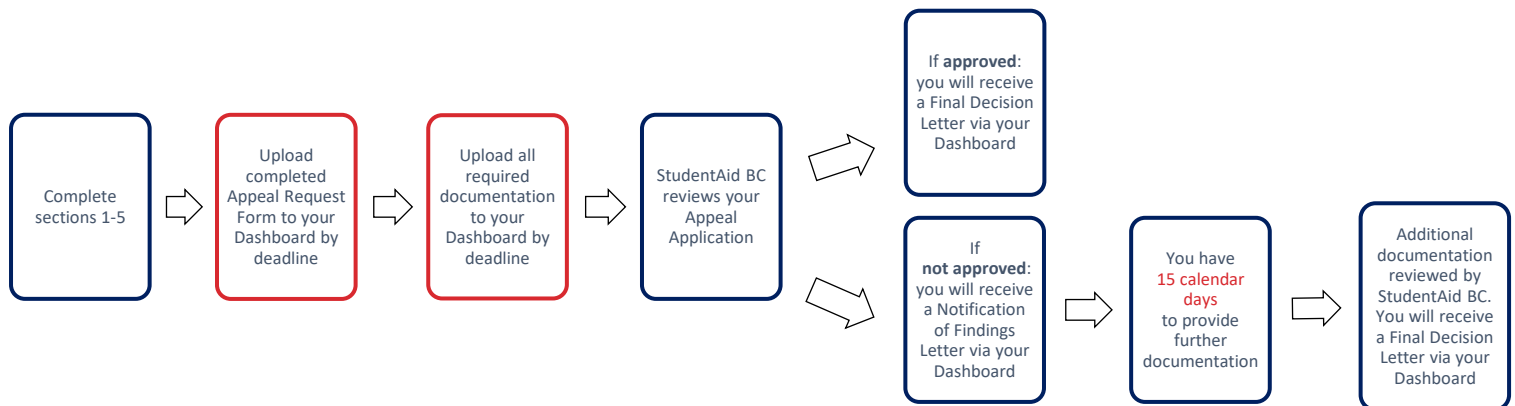 Complete
sections 1-5
Upload
completed
Appeal Request
Form to your
Dashboard by
deadline
Upload all
required
documentation
to your
Dashboard by
deadline
StudentAid BC
reviews your
Appeal
Application
If approved:
you will receive
a Final Decision
Letter via your
Dashboard
If
not approved:
you will receive
a Notification
of Findings
Letter via your
Dashboard
You have
15 calendar
days
to provide
further
documentation
Additional
documentation
reviewed by
StudentAid BC.
You will receive
a Final Decision
Letter via your
Dashboard